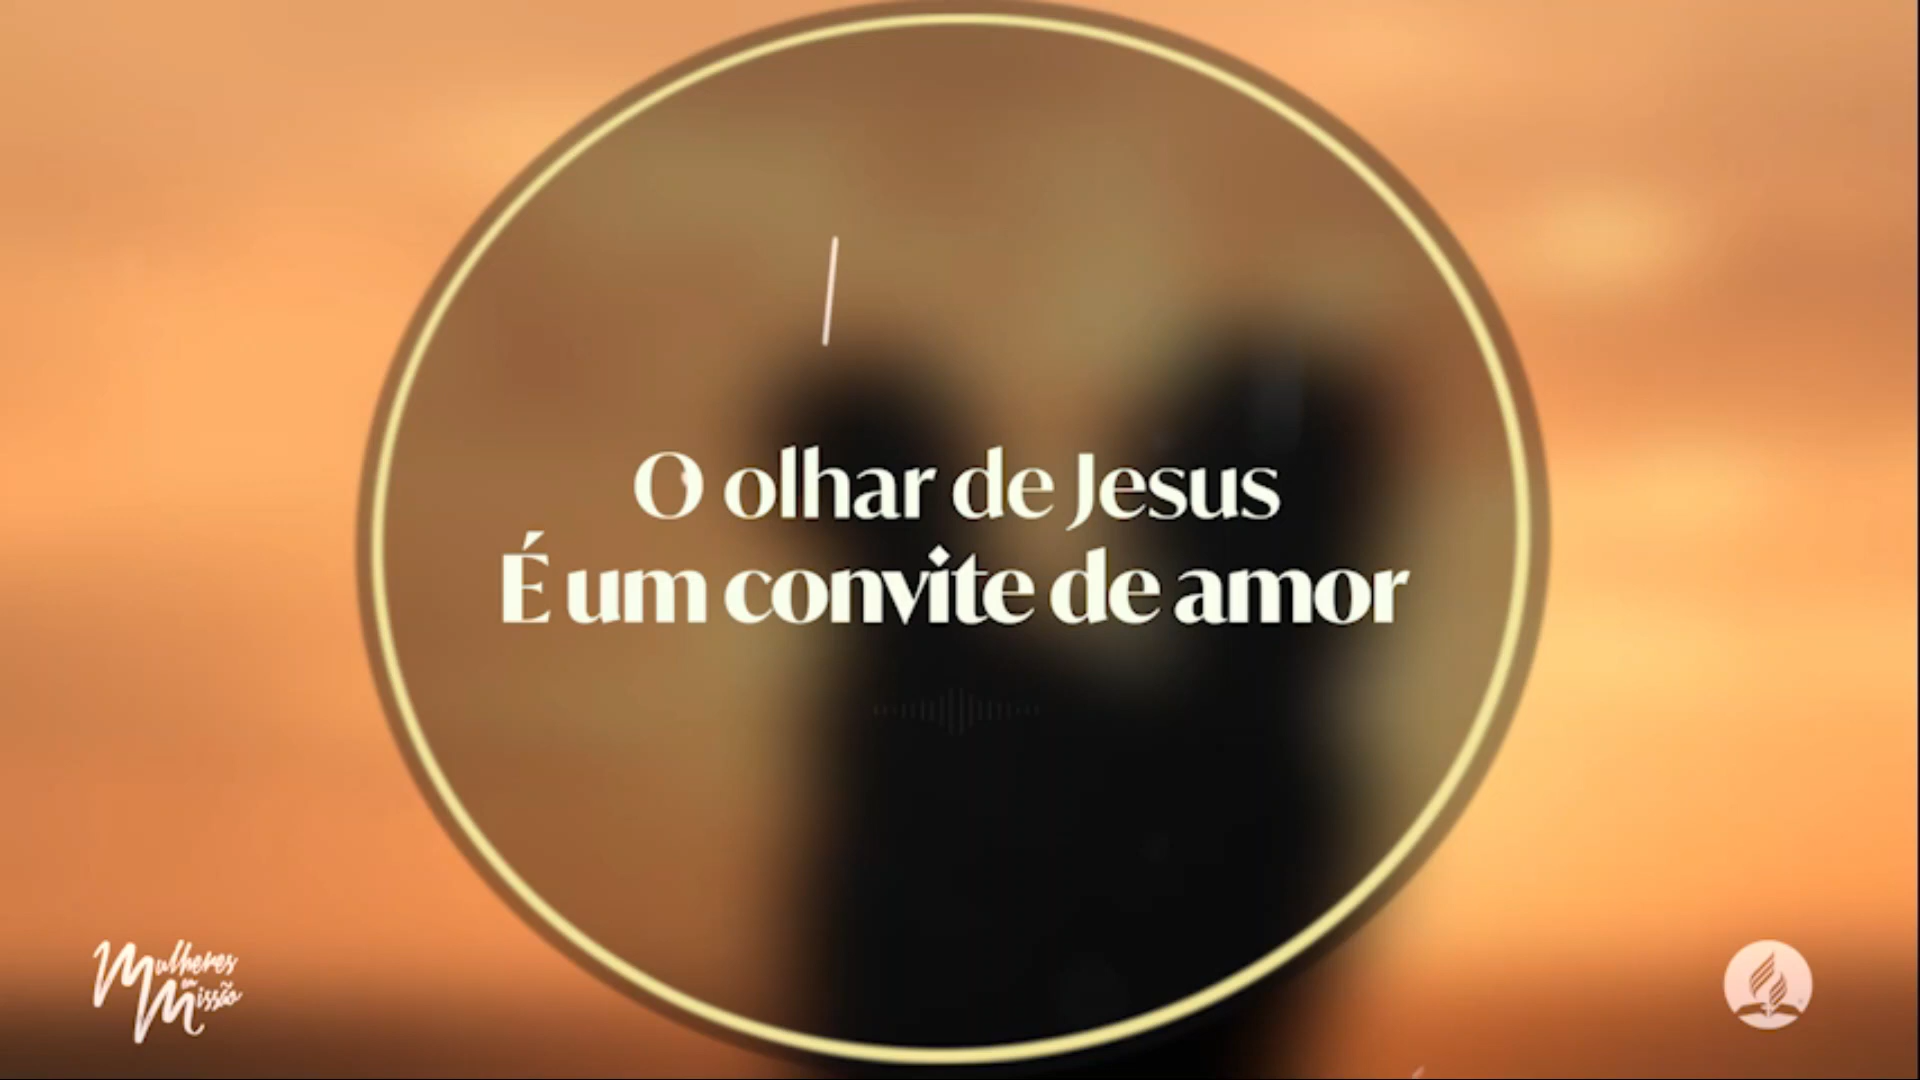 O olhar de Jesus
É um convite de amor
Mulheres
em
Missão